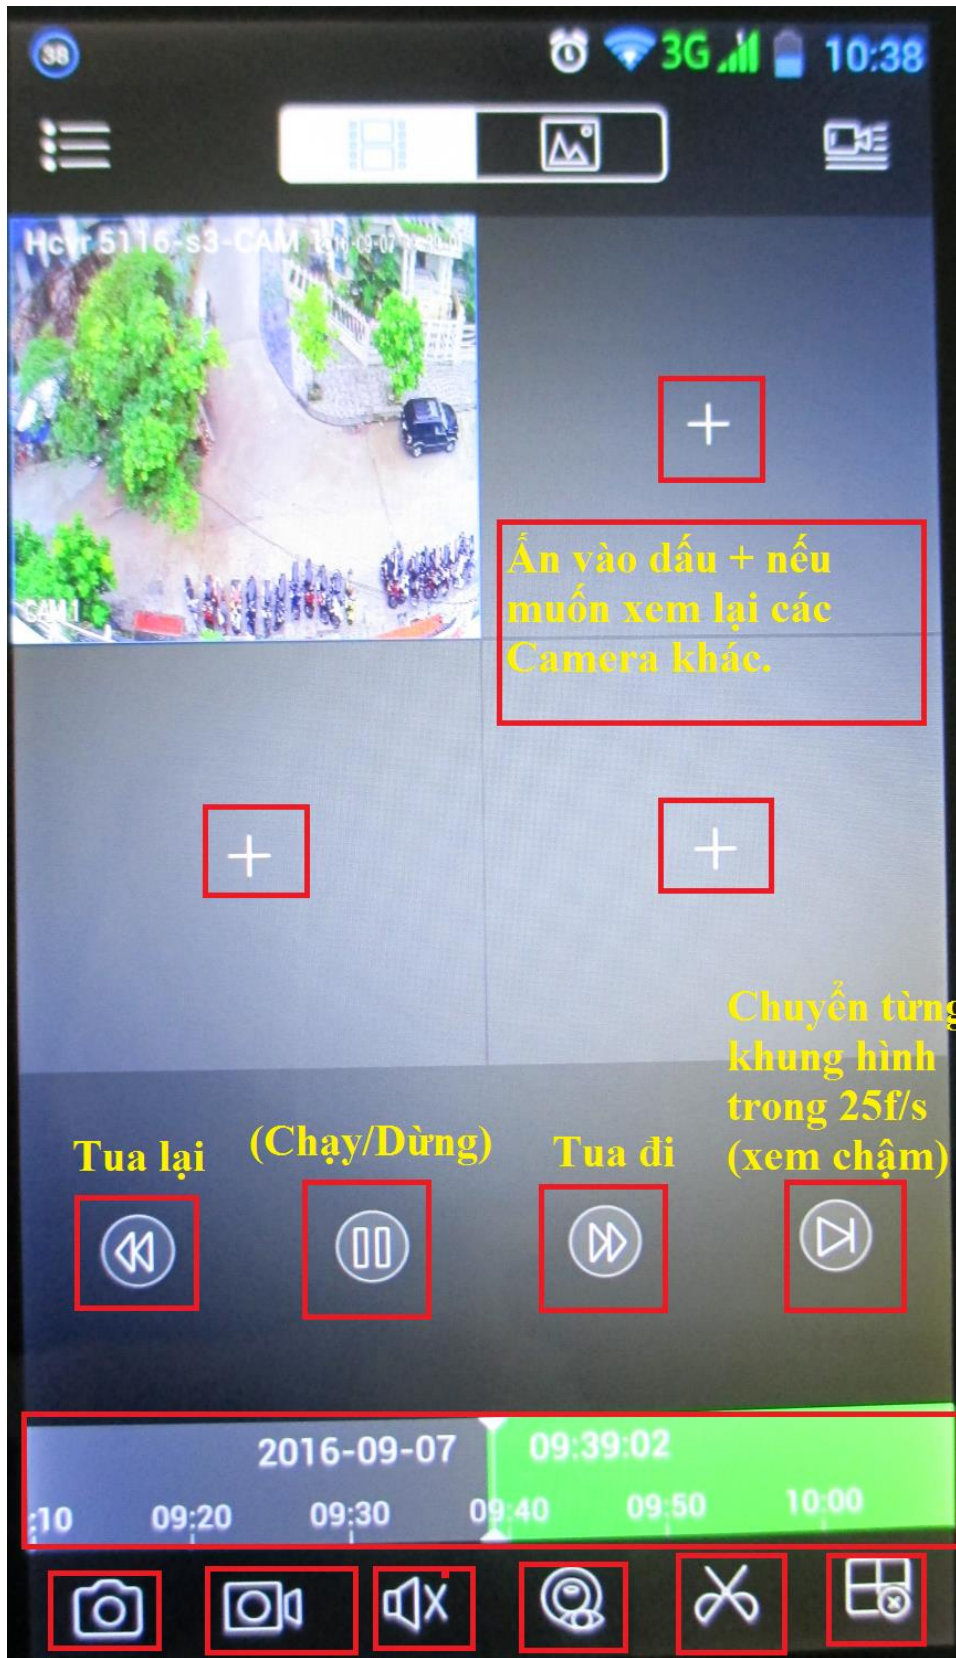 38 3G 10:38
Hcvr 5116-s3-CAM 1
CAM 1
Ấn vào dấu + nếu
muốn xem lại các
Camera khác.
Chuyển từng
khung hình
trong 25f/s
(xem chậm)
Tua lại
(Chạy/Dừng)
Tua đi
2016-09-07 09:39:02
:10 09:20 09:30 09:40 09:50 10:00